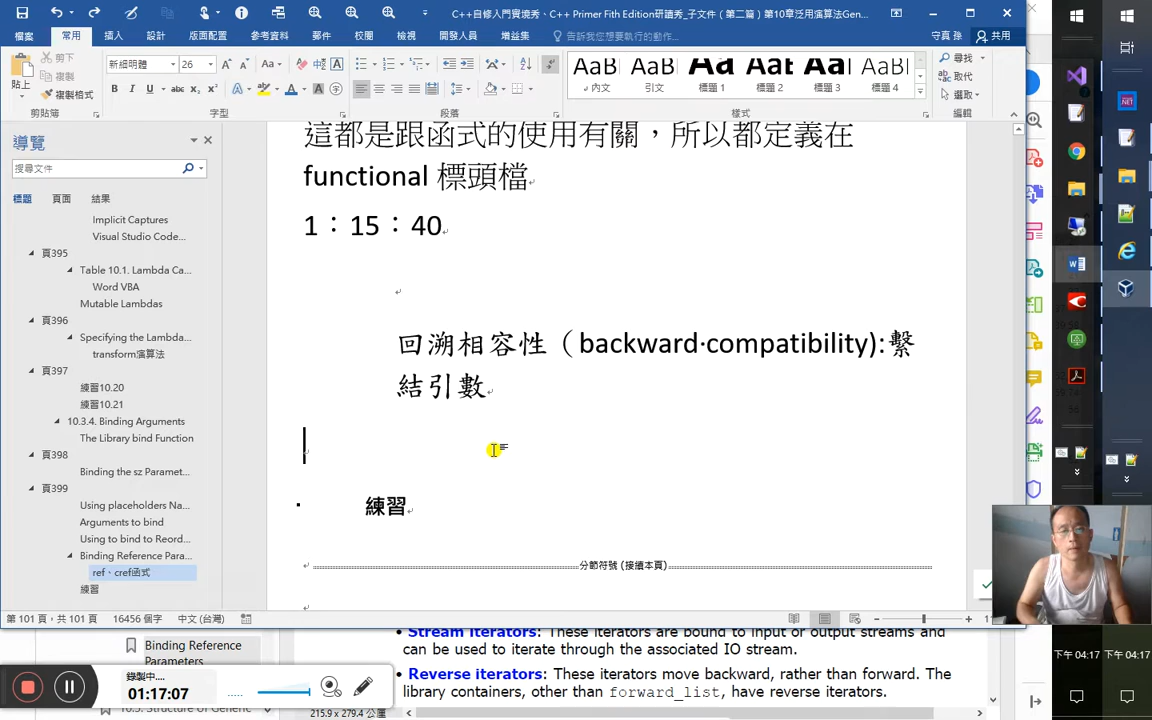 C++自修入門實境秀、C++ Primer Fith Edition研讀秀_子文件（第二篇）第10章泛用演算法Gen...
檔案 常用 插入 設計 版面配置 參考資料 郵件 校閱 檢視 開發人員 增益集 告訴我您想要執行的動作... 守真 孫 共用
貼上 剪下 複製 複製格式 剪貼簿
新細明體 26 字型
段落
AaB AaB Aa Aat Aal AaB(
內文 引文 標題 1 標題 2 標題 3 標題 4
樣式
尋找 取代 選取 編輯
導覽
搜尋文件
標題 頁面 結果
Implicit Captures
Visual Studio Code...
頁395
Table 10.1. Lambda Ca...
Word VBA
Mutable Lambdas
頁396
Specifying the Lambda...
transform演算法
頁397
練習10.20
練習10.21
10.3.4. Binding Arguments
The Library bind Function
頁398
Binding the sz Paramet...
頁399
Using placeholders Na...
Arguments to bind
Using to bind to Reord...
Binding Reference Para...
ref、cref函式
練習
這都是跟函式的使用有關，所以都定義在
functional 標頭檔
1：15：40
回溯相容性（backward·compatibility):繫
結引數
練習
分節符號 (接續本頁)
第 101 頁，共 101 頁 16456 個字 中文 (台灣)
Binding Reference
Parameters
錄製中....
01:17:07
• Stream iterators: These iterators are bound to input or output streams and
can be used to iterate through the associated IO stream.
• Reverse iterators: These iterators move backward, rather than forward. The
library containers, other than forward_list, have reverse iterators.
215.9 x 279.4 公釐
下午 04:17 下午 04:17